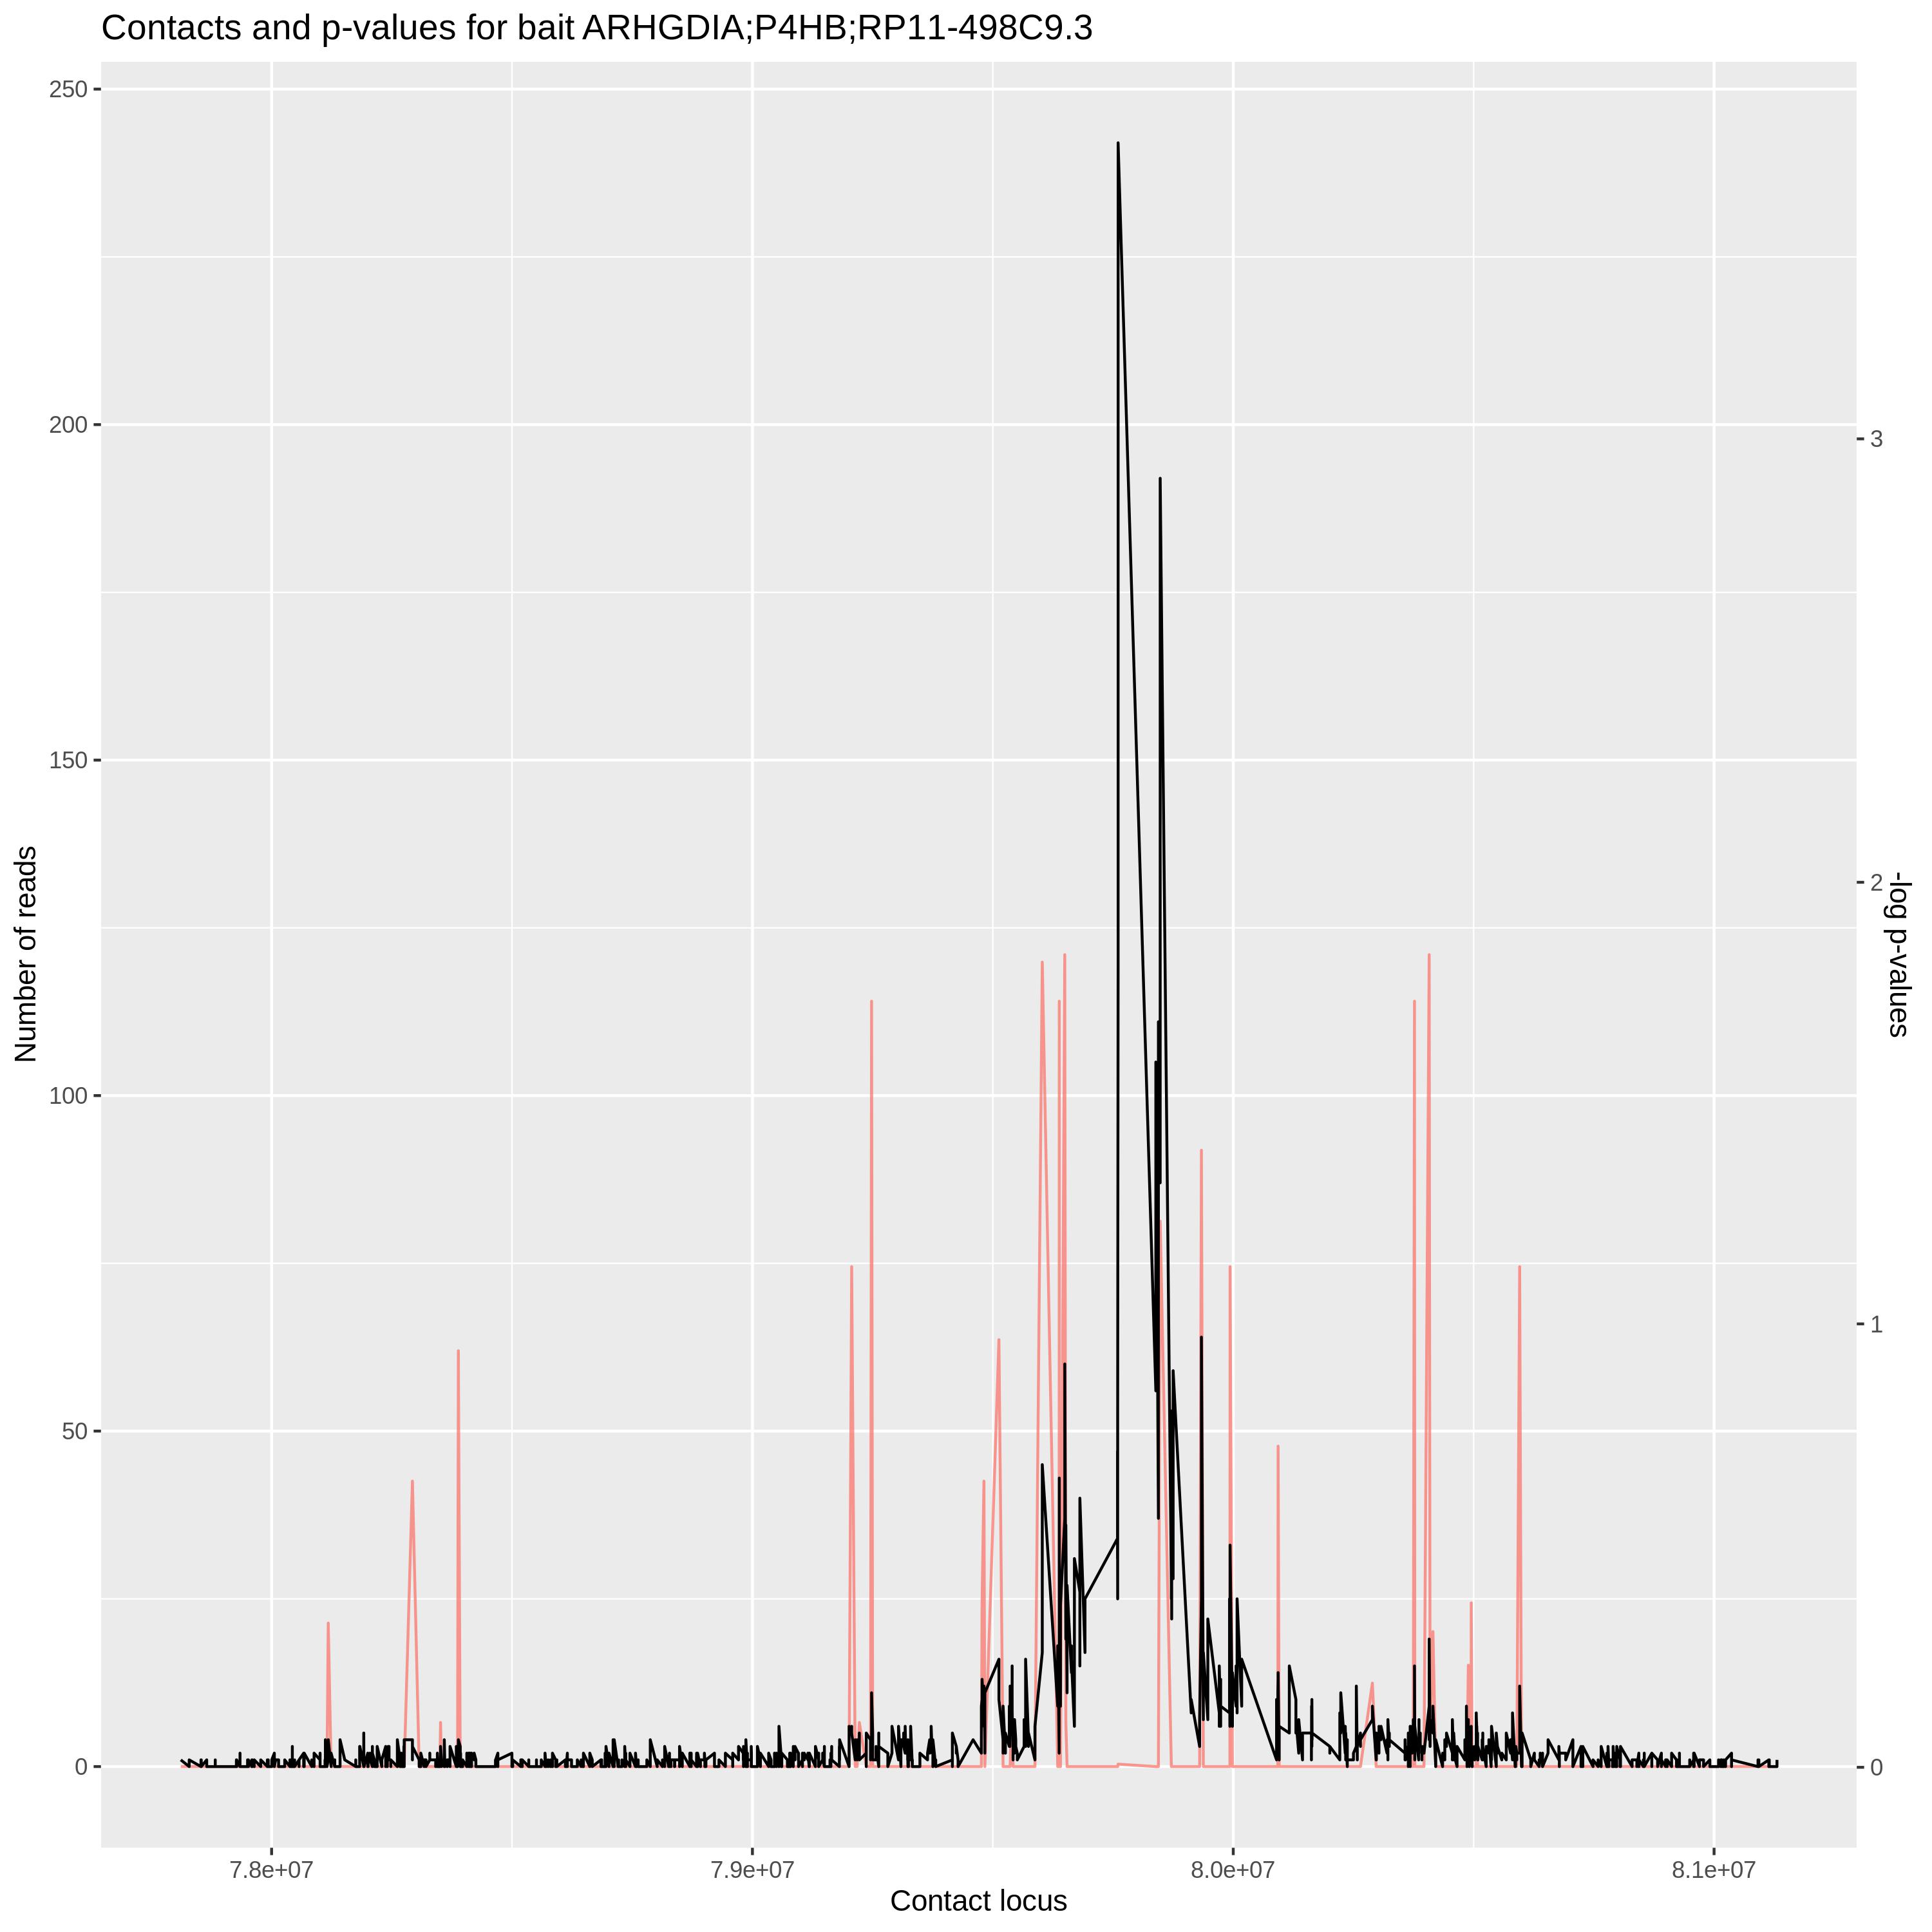 Contacts and p-values for bait ARHGDIA;P4HB;RP11-498C9.3
250
200
150
100
50
0
Number of reads
3
2
1
0
-log p-values
7.8e+07 7.9e+07 8.0e+07 8.1e+07
Contact locus